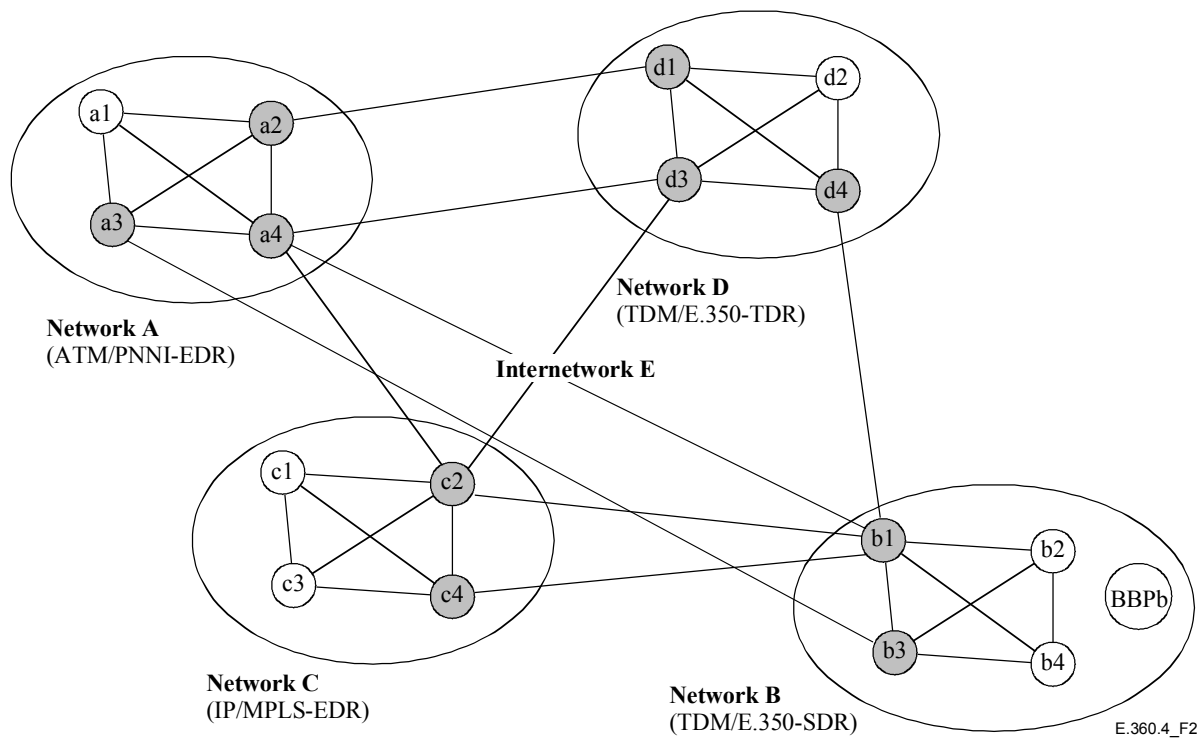 a1
a2
a3
a4
Network A
(ATM/PNNI-EDR)
d1
d2
d3
d4
Network D
(TDM/E.350-TDR)
Internetwork E
c1
c2
c3
c4
Network C
(IP/MPLS-EDR)
b1
b2
BBPb
b3
b4
Network B
(TDM/E.350-SDR)
E.360.4_F2